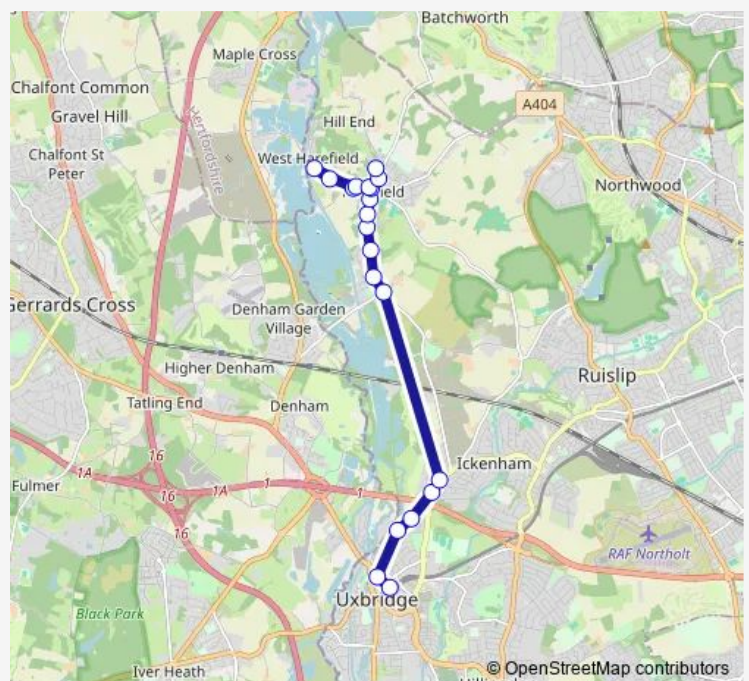 Batchworth
Maple Cross
Chalfont Common
Gravel Hill
A404
Hertfordshire
Hill End
Chalfont St
Peter
West Harefield
Northwood
Gerrards Cross
Denham Garden
Village
Higher Denham
Ruislip
Tatling End
Denham
16
1A
Ickenham
Fulmer
16
1A
1
1
16
RAF Northolt
Uxbridge
Black Park
Iver Heath
© OpenStreetMap contributors